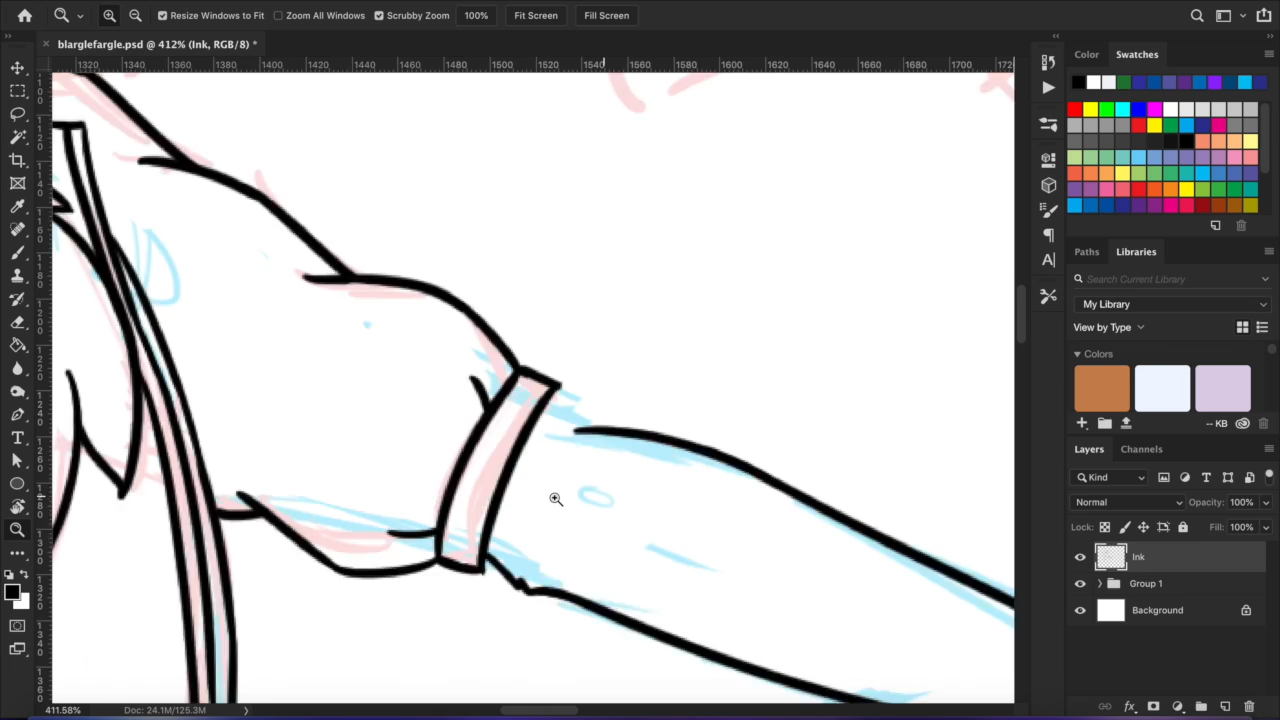 Resize Windows to Fit Zoom All Windows Scrubby Zoom 100% Fit Screen Fill Screen
blarglefargle.psd @ 412% (Ink, RGB/8) *
1320 1340 1360 1380 1400 1420 1440 1460 1480 1500 1520 1540 1560 1580 1600 1620 1640 1660 1680 1700 172
Color Swatches
Paths Libraries
Search Current Library
My Library
View by Type
Colors
-- KB
Layers Channels
Kind
Normal Opacity: 100%
Lock: Fill: 100%
Ink
Group 1
Background
411.58% Doc: 24.1M/125.3M